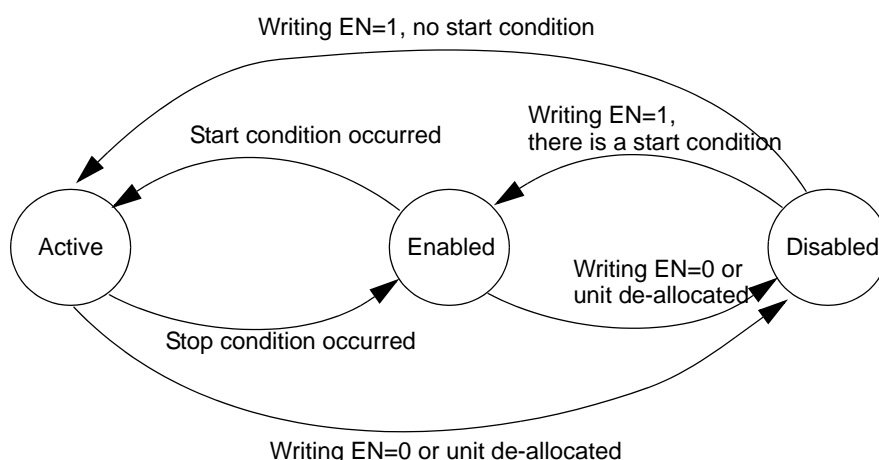 Writing EN=1, no start condition
Writing EN=1,
there is a start condition
Start condition occurred
Active
Enabled
Disabled
Writing EN=0 or
unit de-allocated
Stop condition occurred
Writing EN=0 or unit de-allocated